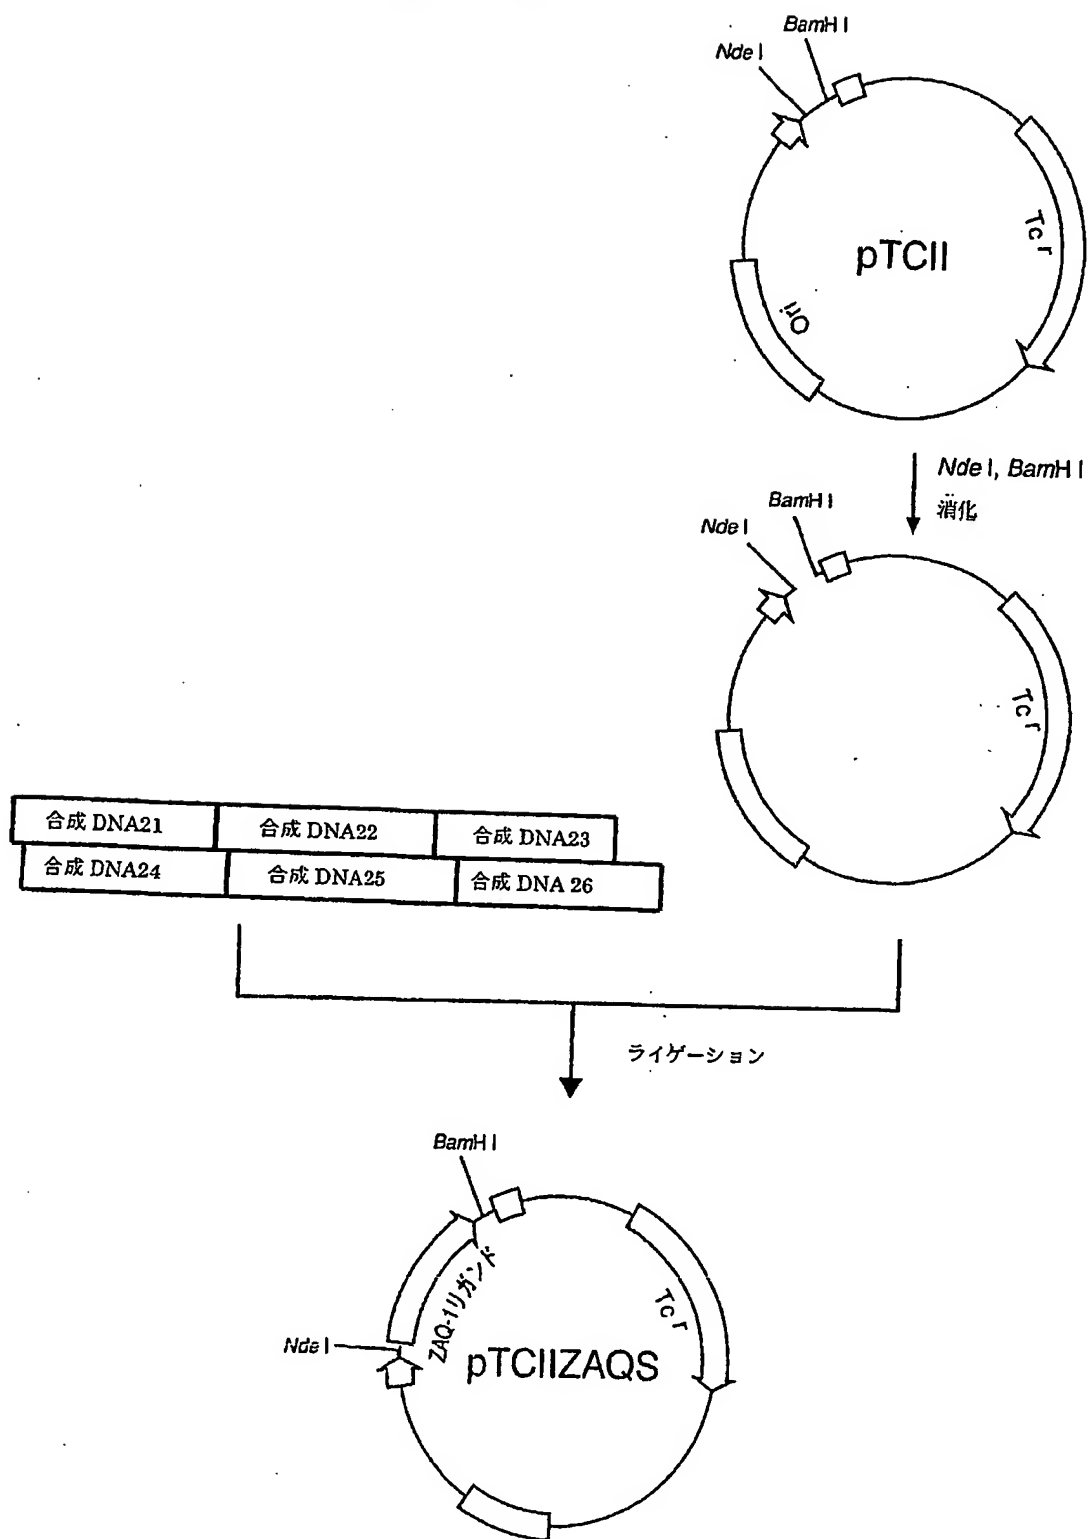 BamH I
Nde I
Tc r
pTCII
Ori
Nde I, BamH I
消化
BamH I
Nde I
Tc r
合成 DNA21
合成 DNA22
合成 DNA23
合成 DNA24
合成 DNA25
合成 DNA 26
ライゲーション
BamH I
ZAQ-1リガンド
Tc r
Nde I
pTCIIZAQS